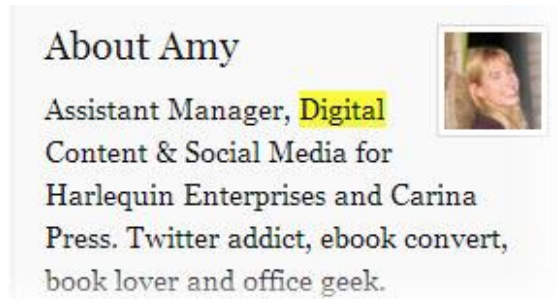 About Amy
Assistant Manager, Digital
Content & Social Media for
Harlequin Enterprises and Carina
Press. Twitter addict, ebook convert,
book lover and office geek.